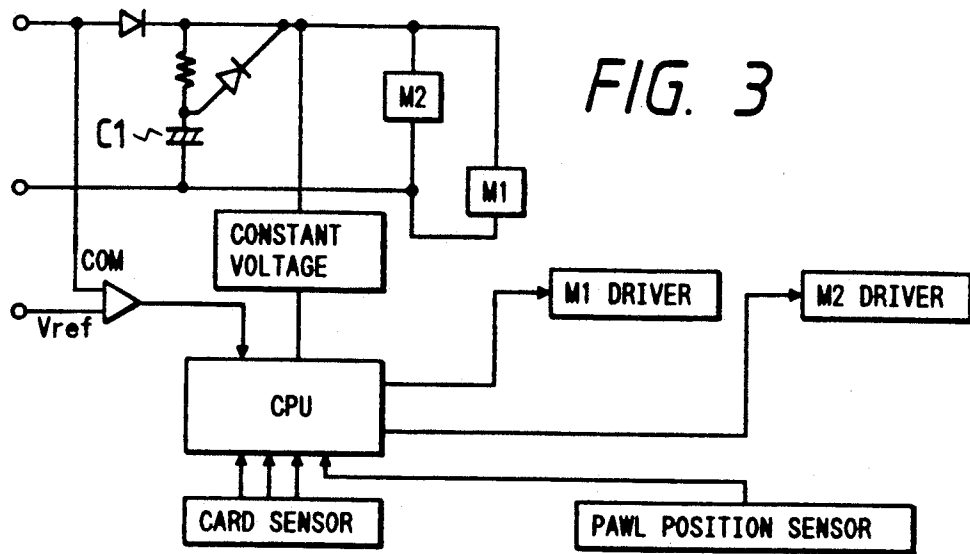 FIG. 3
M2
C1
M1
CONSTANT
VOLTAGE
COM
M1 DRIVER
M2 DRIVER
Vref
CPU
CARD SENSOR
PAWL POSITION SENSOR